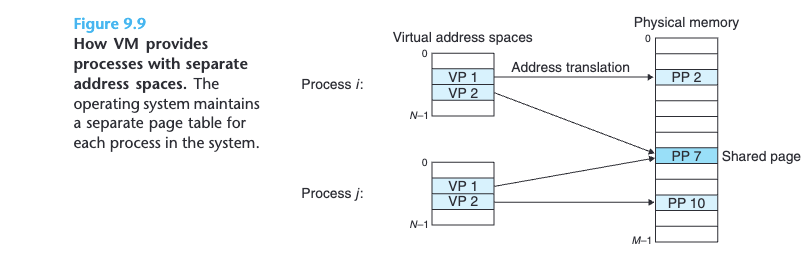 Figure 9.9
How VM provides
processes with separate
address spaces. The
operating system maintains
a separate page table for
each process in the system.
Virtual address spaces
Physical memory
0
0
Address translation
Process i:
VP 1
PP 2
VP 2
N–1
PP 7
Shared page
0
Process j:
VP 1
VP 2
PP 10
N–1
M–1